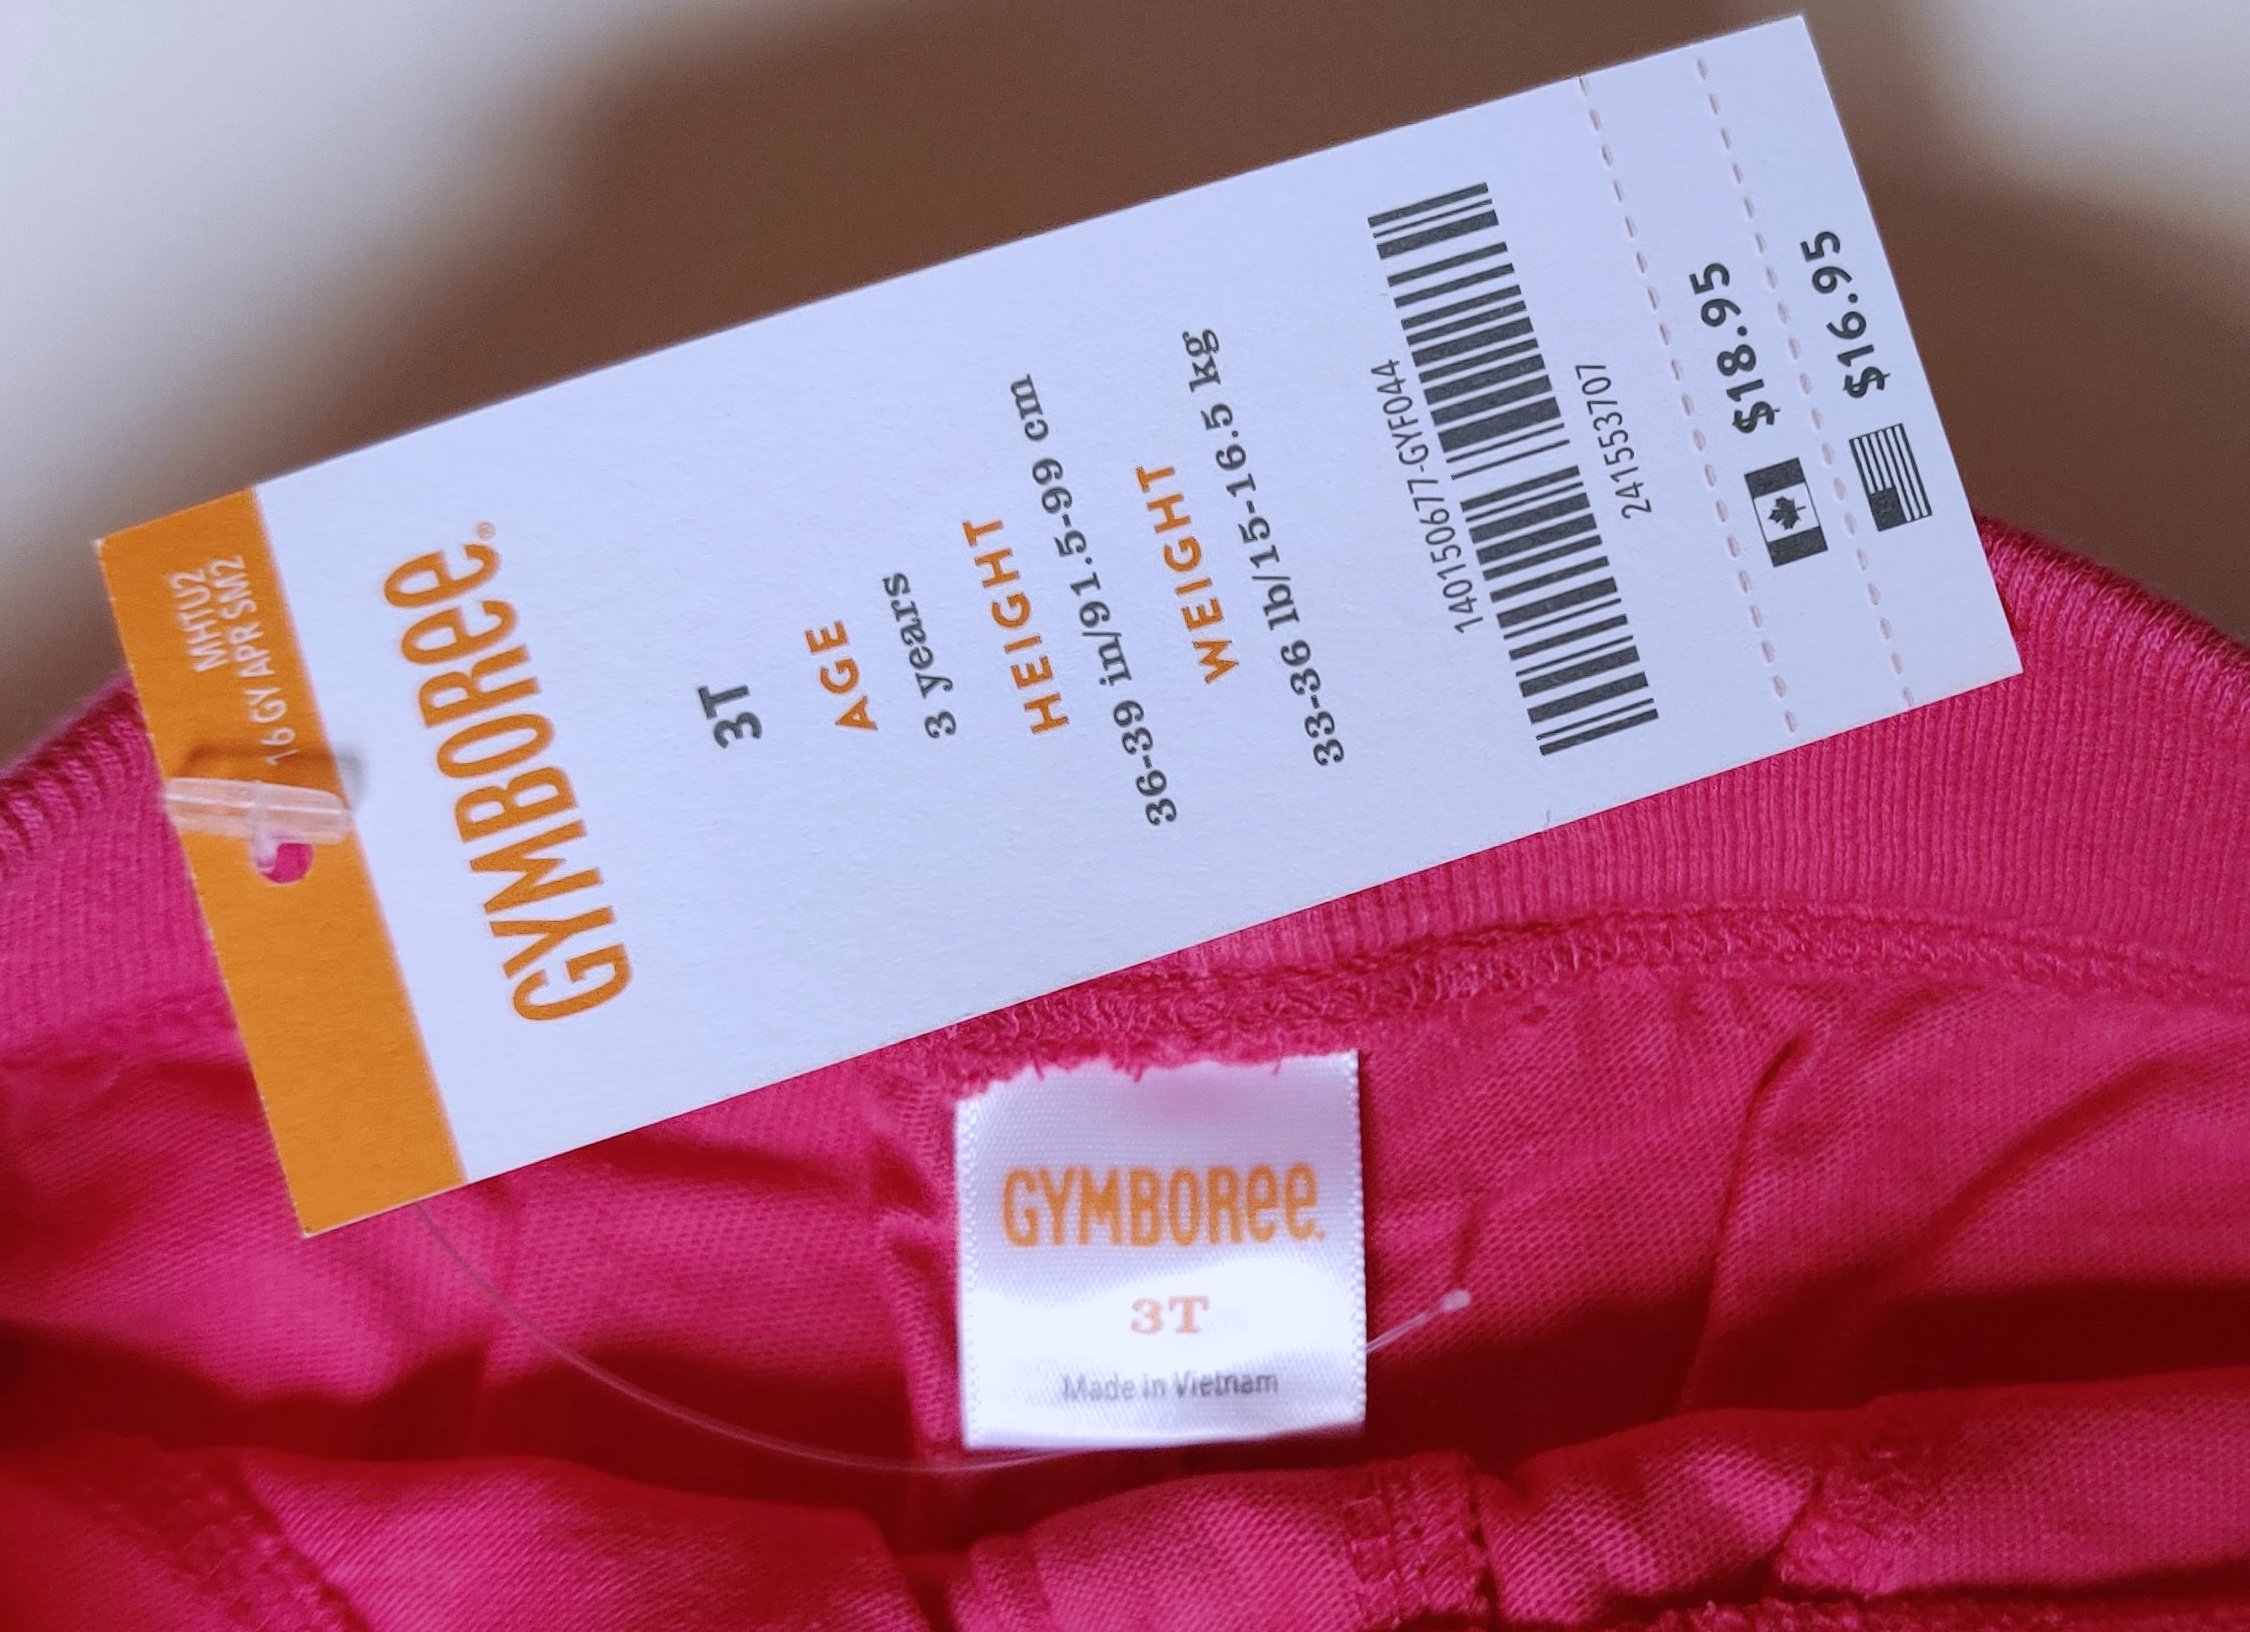 MHTU2
16 GY APR SM2
GYMBOREE®
3T
AGE
3 years
HEIGHT
36-39 in/91.5-99 cm
WEIGHT
33-36 lb/15-16.5 kg
140150677-GYF044
2415553707
$18.95
$16.95
GYMBOREE.
3T
Made in Vietnam